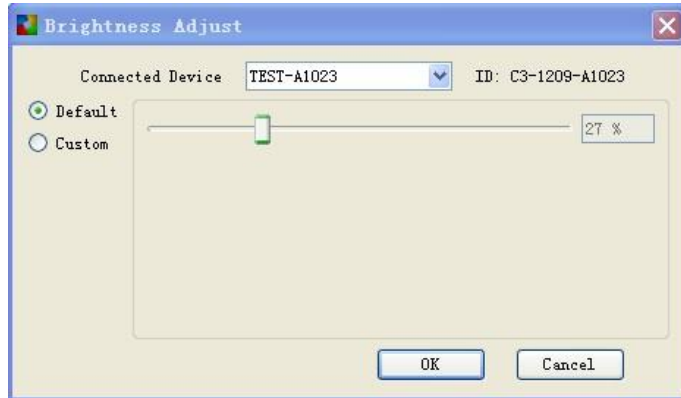 Brightness Adjust
Connected Device TEST-A1023 ID: C3-1209-A1023
Default
27 %
Custom
OK Cancel